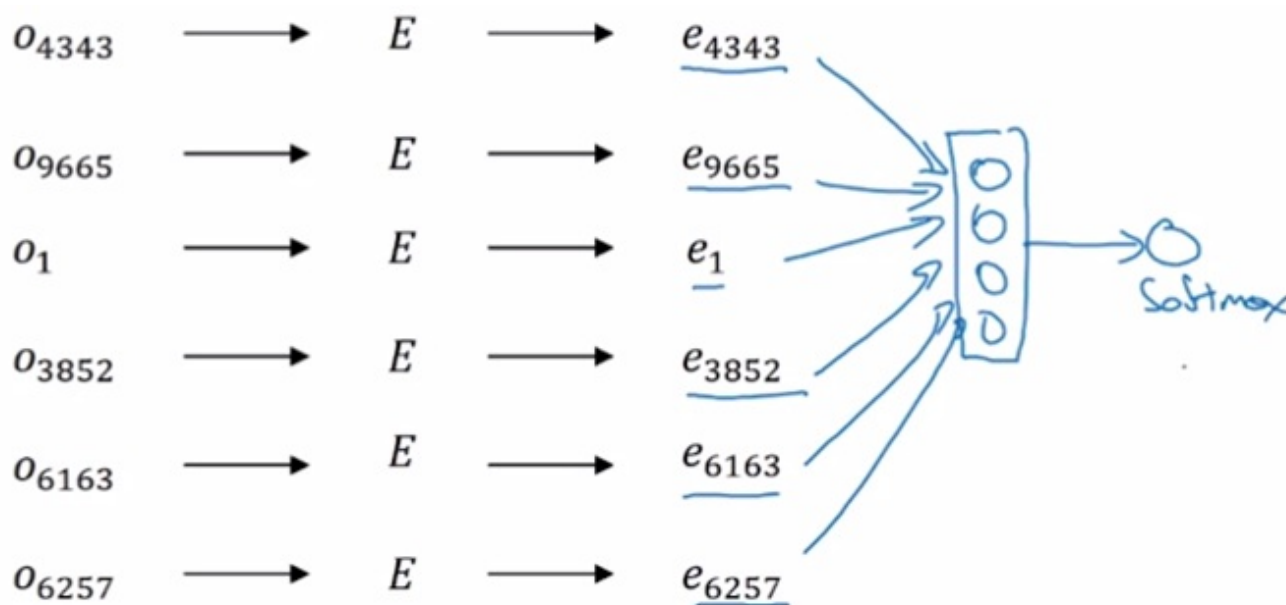 o₄₃₄₃ → E → e₄₃₄₃
o₉₆₆₅ → E → e₉₆₆₅
o₁ → E → e₁
o₃₈₅₂ → E → e₃₈₅₂
o₆₁₆₃ → E → e₆₁₆₃
o₆₂₅₇ → E → e₆₂₅₇
Softmax